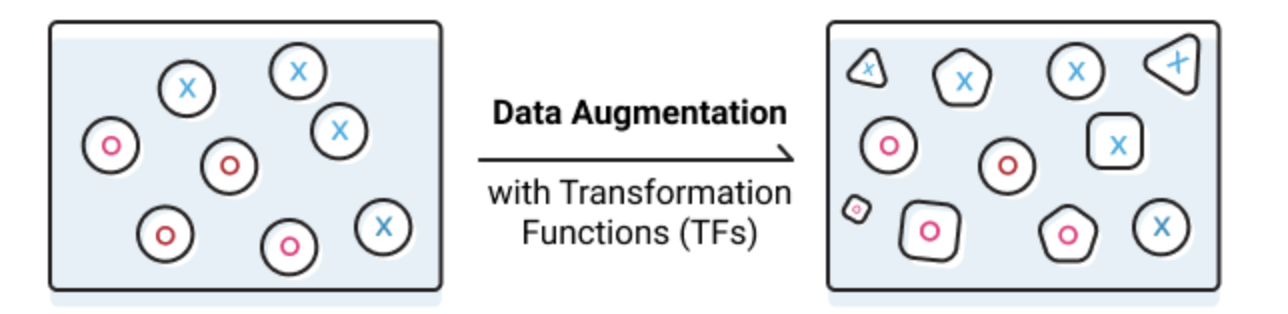 X
X
X
O
O
O
O
X
Data Augmentation
with Transformation
Functions (TFs)
X
X
X
X
O
O
X
O
O
O
X